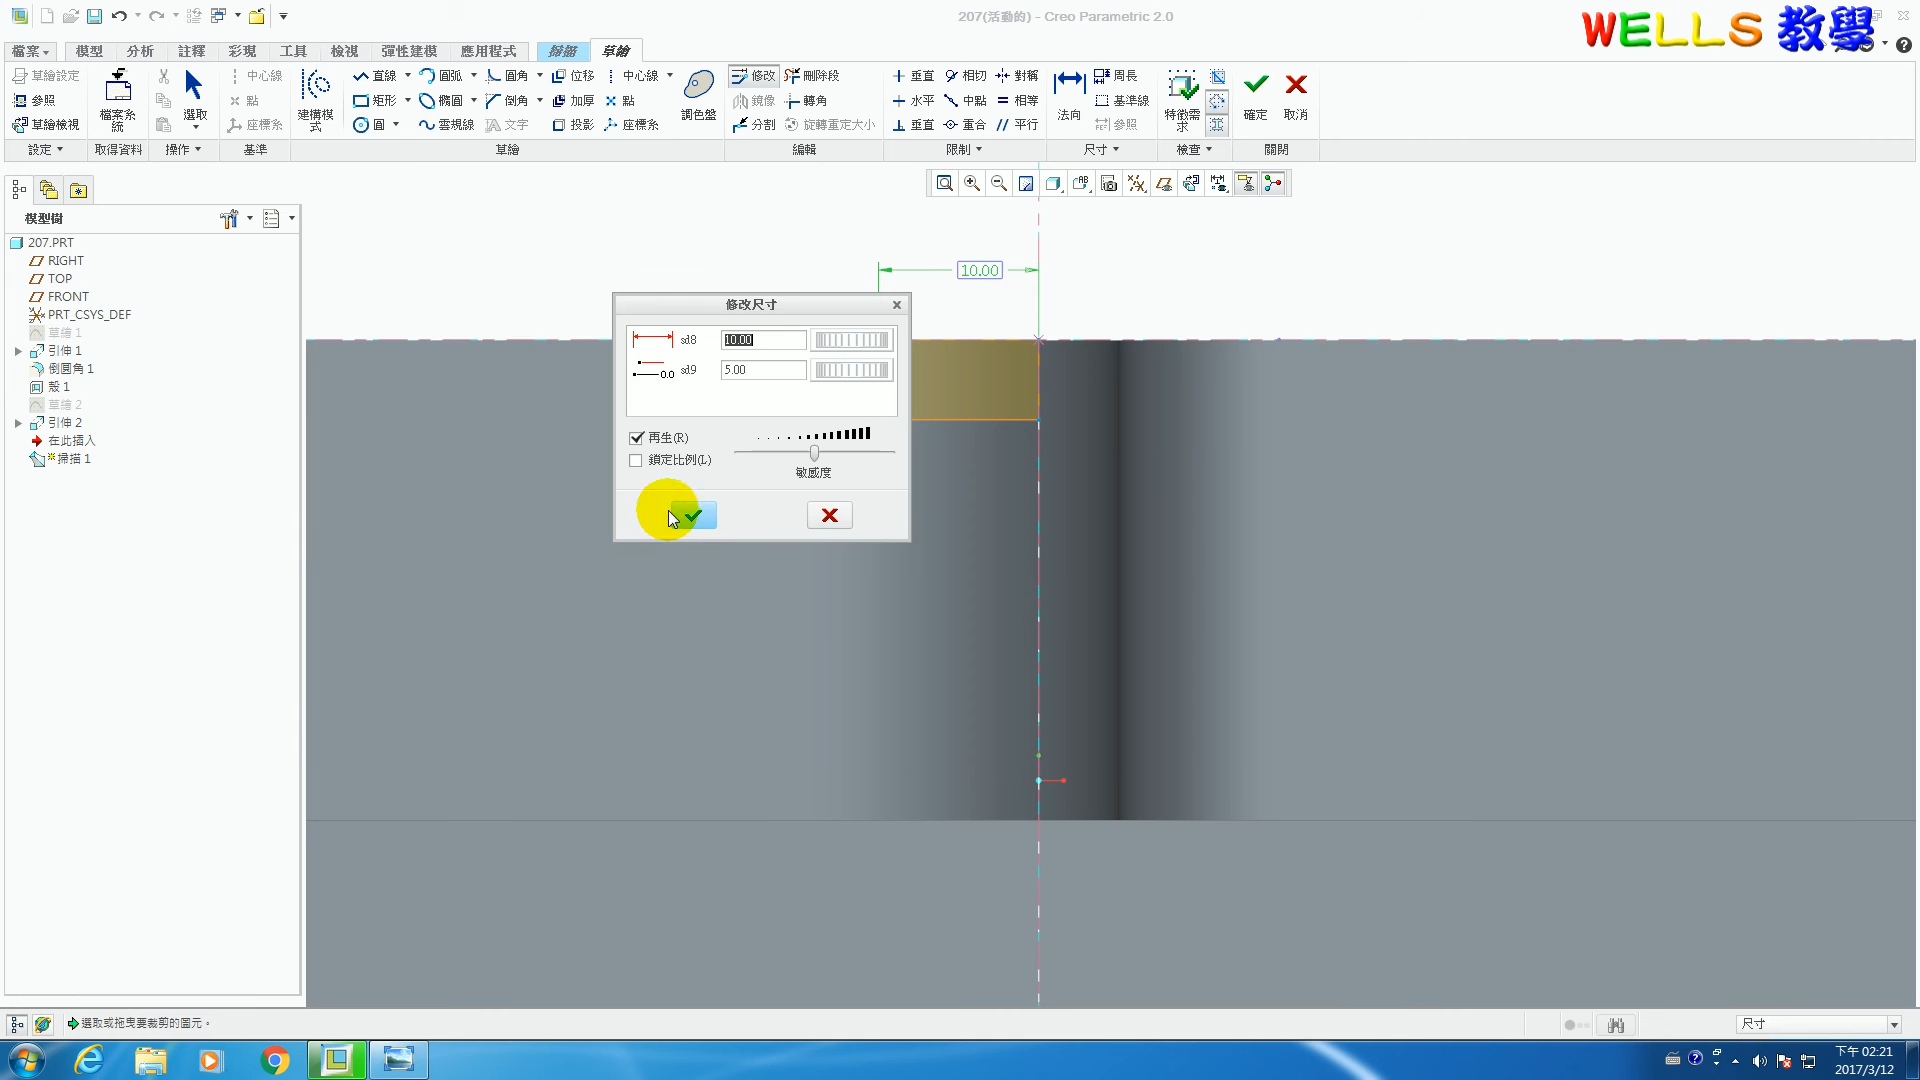 207(活動的) - Creo Parametric 2.0
WELLS 教學
檔案 模型 分析 註釋 彩現 工具 檢視 彈性建模 應用程式 掃描 草繪
草繪設定 中心線 直線 圓弧 圓角 位移 中心線 修改 刪除段 垂直 相切 對稱 周長
參照 點 矩形 橢圓 倒角 加厚 點 鏡像 轉角 水平 中點 相等 基準線
草繪檢視 座標系 圓 雲規線 文字 投影 座標系 分割 旋轉重定大小 垂直 重合 平行 參照
檔案系統 選取 建構模式 調色盤 法向 特徵需求 確定 取消
設定 取得資料 操作 基準 草繪 編輯 限制 尺寸 檢查 關閉
模型樹
207.PRT
RIGHT
TOP
FRONT
PRT_CSYS_DEF
草繪 1
引伸 1
倒圓角 1
殼 1
草繪 2
引伸 2
在此插入
掃描 1
10.00
修改尺寸
sd8 10.00
0.0 sd9 5.00
再生(R)
鎖定比例(L)
敏感度
選取或拖曳要裁剪的圖元。
尺寸
下午 02:21
2017/3/12